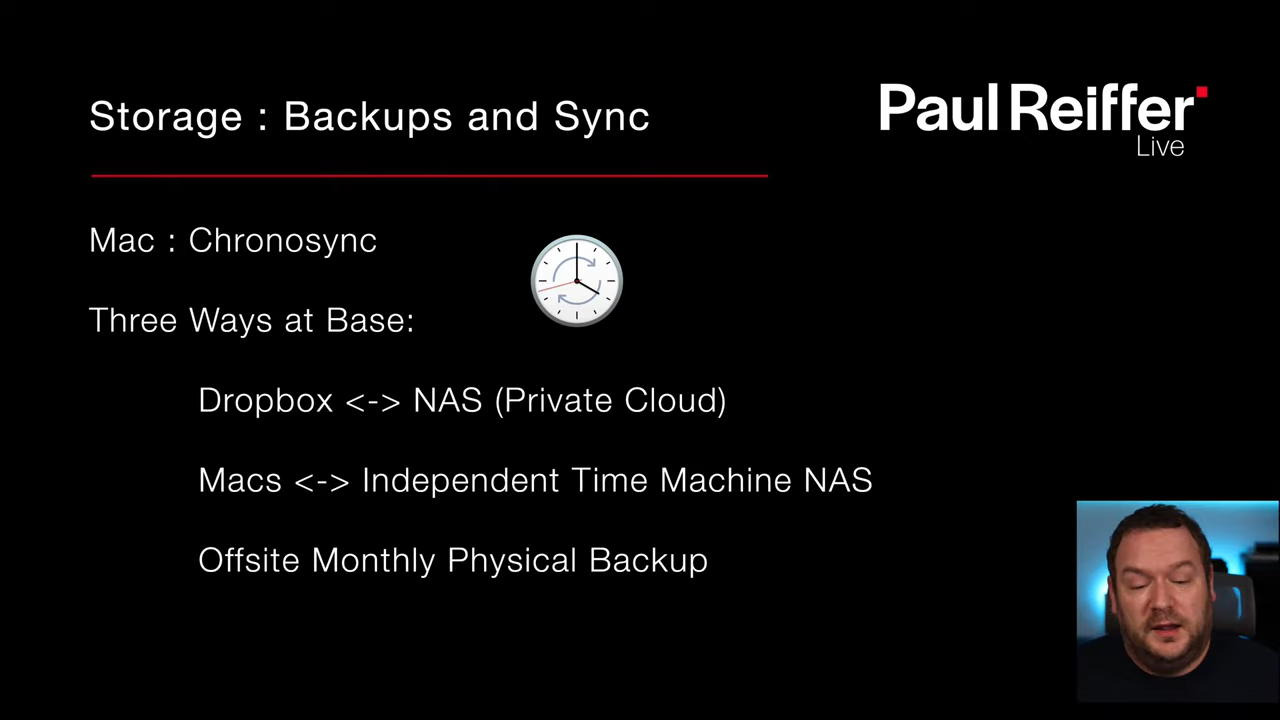 Storage : Backups and Sync
Paul Reiffer
Live
Mac : Chronosync
Three Ways at Base:
Dropbox <-> NAS (Private Cloud)
Macs <-> Independent Time Machine NAS
Offsite Monthly Physical Backup